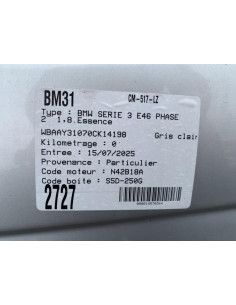 BM31 CM-517-LZ
Type : BMW SERIE 3 E46 PHASE
2 1.8.Essence
WBAAY31070CK14198 Gris clair
Kilometrage : 0
Entree : 15/07/2025
Provenance : Particulier
Code moteur : N42B18A
Code boite : S5D-250G
2727